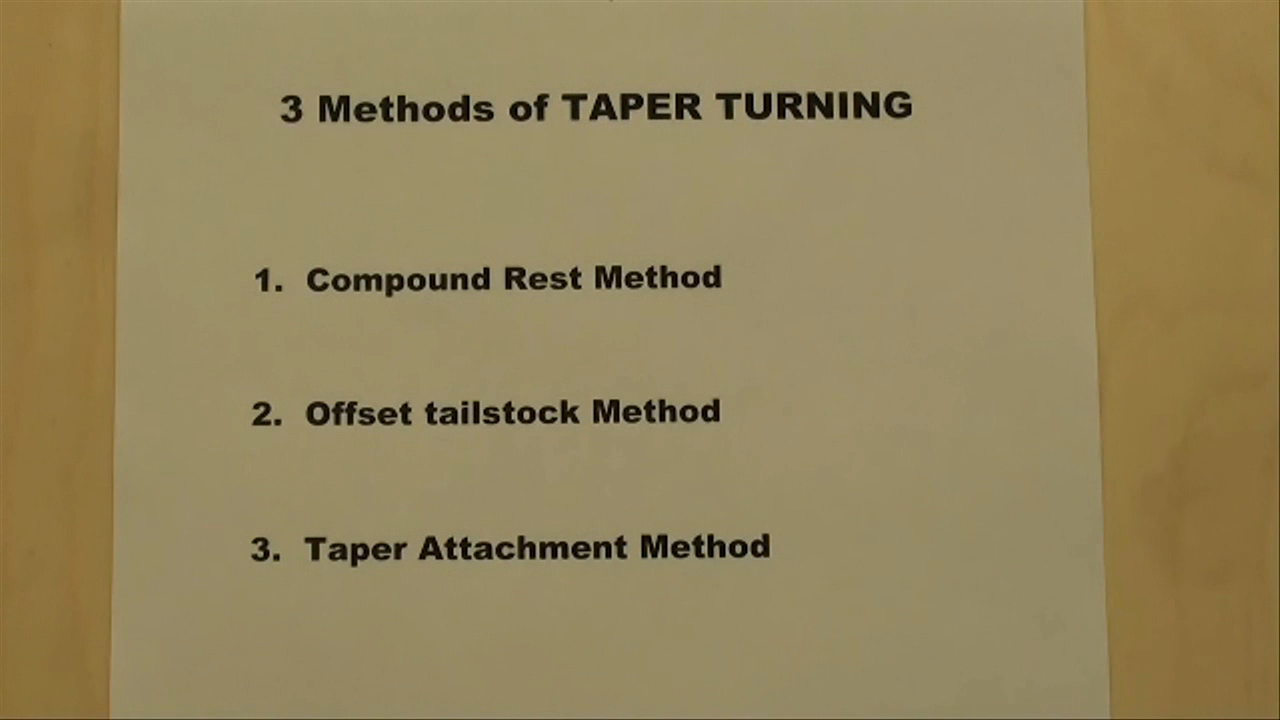 3 Methods of TAPER TURNING
1. Compound Rest Method
2. Offset tailstock Method
3. Taper Attachment Method